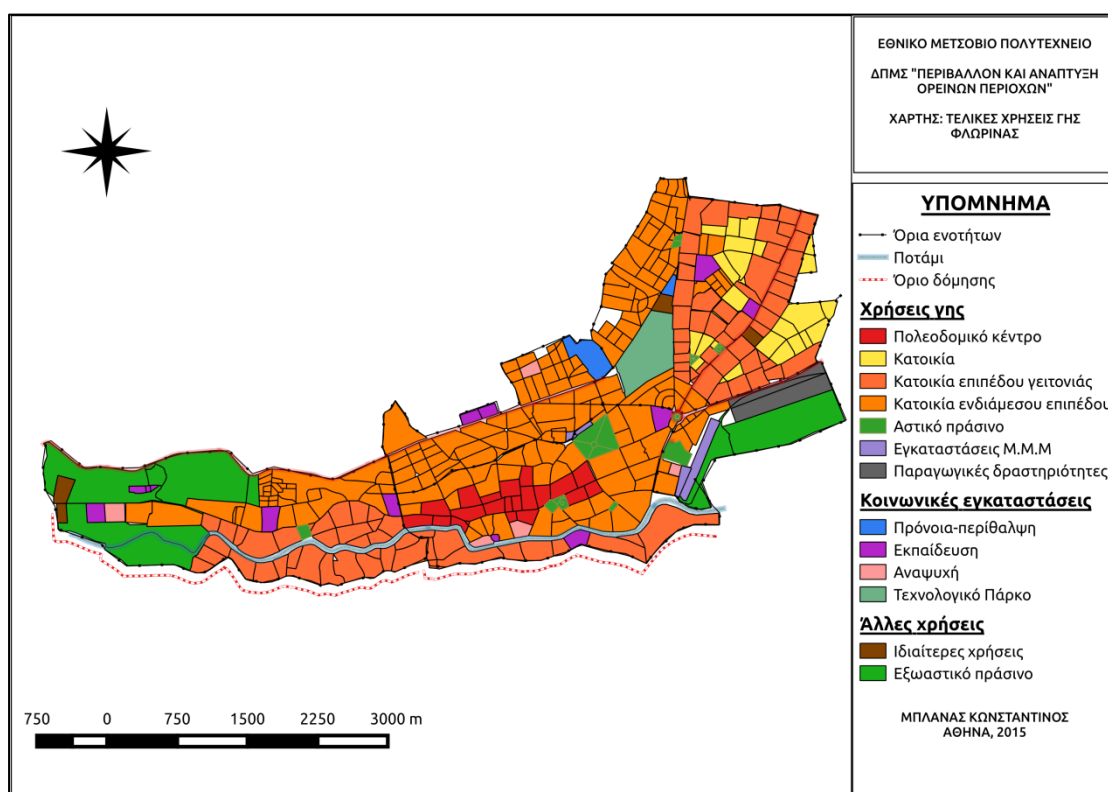 ΕΘΝΙΚΟ ΜΕΤΣΟΒΙΟ ΠΟΛΥΤΕΧΝΕΙΟ
ΔΠΜΣ "ΠΕΡΙΒΑΛΛΟΝ ΚΑΙ ΑΝΑΠΤΥΞΗ
ΟΡΕΙΝΩΝ ΠΕΡΙΟΧΩΝ"
ΧΑΡΤΗΣ: ΤΕΛΙΚΕΣ ΧΡΗΣΕΙΣ ΓΗΣ
ΦΛΩΡΙΝΑΣ
ΥΠΟΜΝΗΜΑ
Όρια ενοτήτων
Ποτάμι
Όριο δόμησης
Χρήσεις γης
Πολεοδομικό κέντρο
Κατοικία
Κατοικία επιπέδου γειτονιάς
Κατοικία ενδιάμεσου επιπέδου
Αστικό πράσινο
Εγκαταστάσεις Μ.Μ.Μ
Παραγωγικές δραστηριότητες
Κοινωνικές εγκαταστάσεις
Πρόνοια-περίθαλψη
Εκπαίδευση
Αναψυχή
Τεχνολογικό Πάρκο
Άλλες χρήσεις
Ιδιαίτερες χρήσεις
Εξωαστικό πράσινο
ΜΠΛΑΝΑΣ ΚΩΝΣΤΑΝΤΙΝΟΣ
ΑΘΗΝΑ, 2015
750 0 750 1500 2250 3000 m